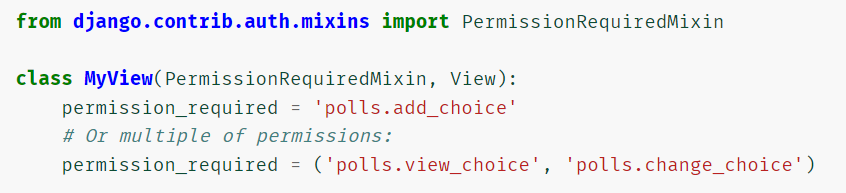 from django.contrib.auth.mixins import PermissionRequiredMixin
class MyView(PermissionRequiredMixin, View):
    permission_required = 'polls.add_choice'
    # Or multiple of permissions:
    permission_required = ('polls.view_choice', 'polls.change_choice')